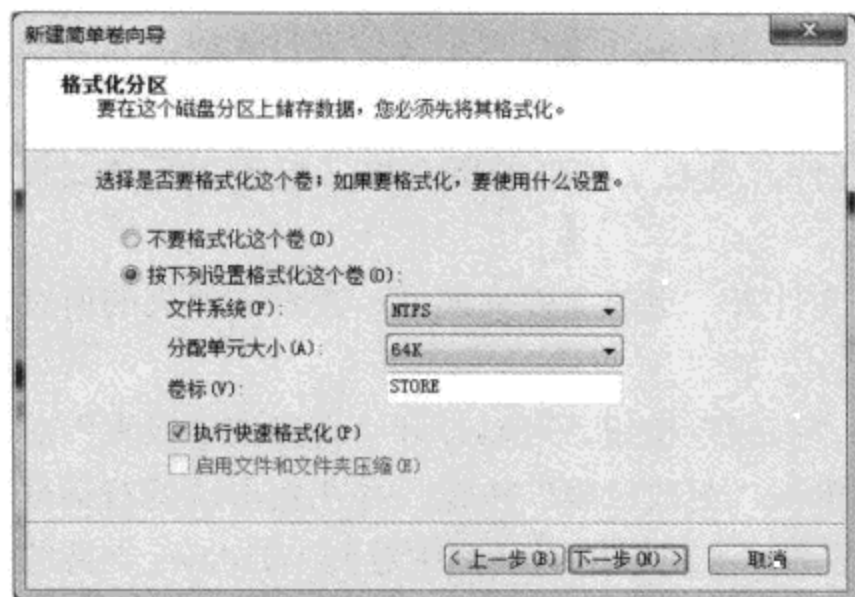 新建简单卷向导
格式化分区
要在这个磁盘分区上储存数据，您必须先将其格式化。
选择是否要格式化这个卷；如果要格式化，要使用什么设置。
不要格式化这个卷(D)
按下列设置格式化这个卷(O):
文件系统(F):
NTFS
分配单元大小(A):
64K
卷标(V):
STORE
执行快速格式化(P)
启用文件和文件夹压缩(E)
< 上一步(B)
下一步(N) >
取消